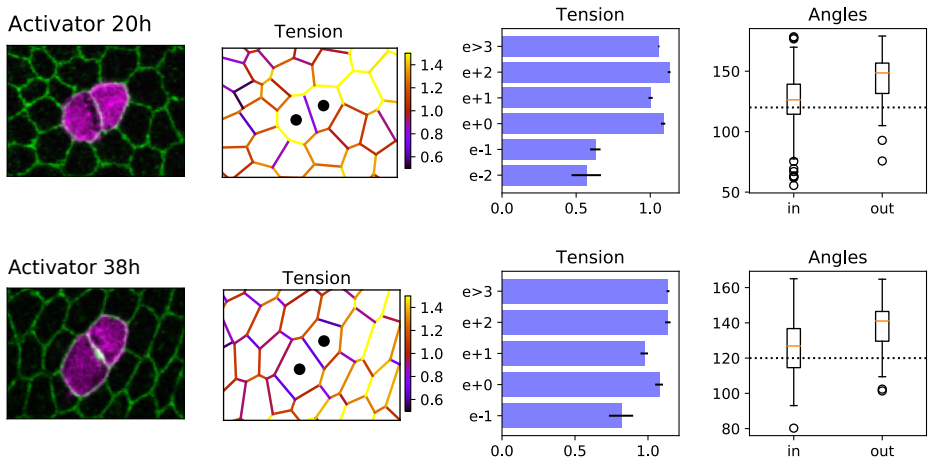 Activator 20h
Tension
1.4
1.2
1.0
0.8
0.6
Tension
e>3
e+2
e+1
e+0
e-1
e-2
0.0 0.5 1.0
Angles
150
100
50
in out
Activator 38h
Tension
1.4
1.2
1.0
0.8
0.6
Tension
e>3
e+2
e+1
e+0
e-1
0.0 0.5 1.0
Angles
160
140
120
100
80
in out